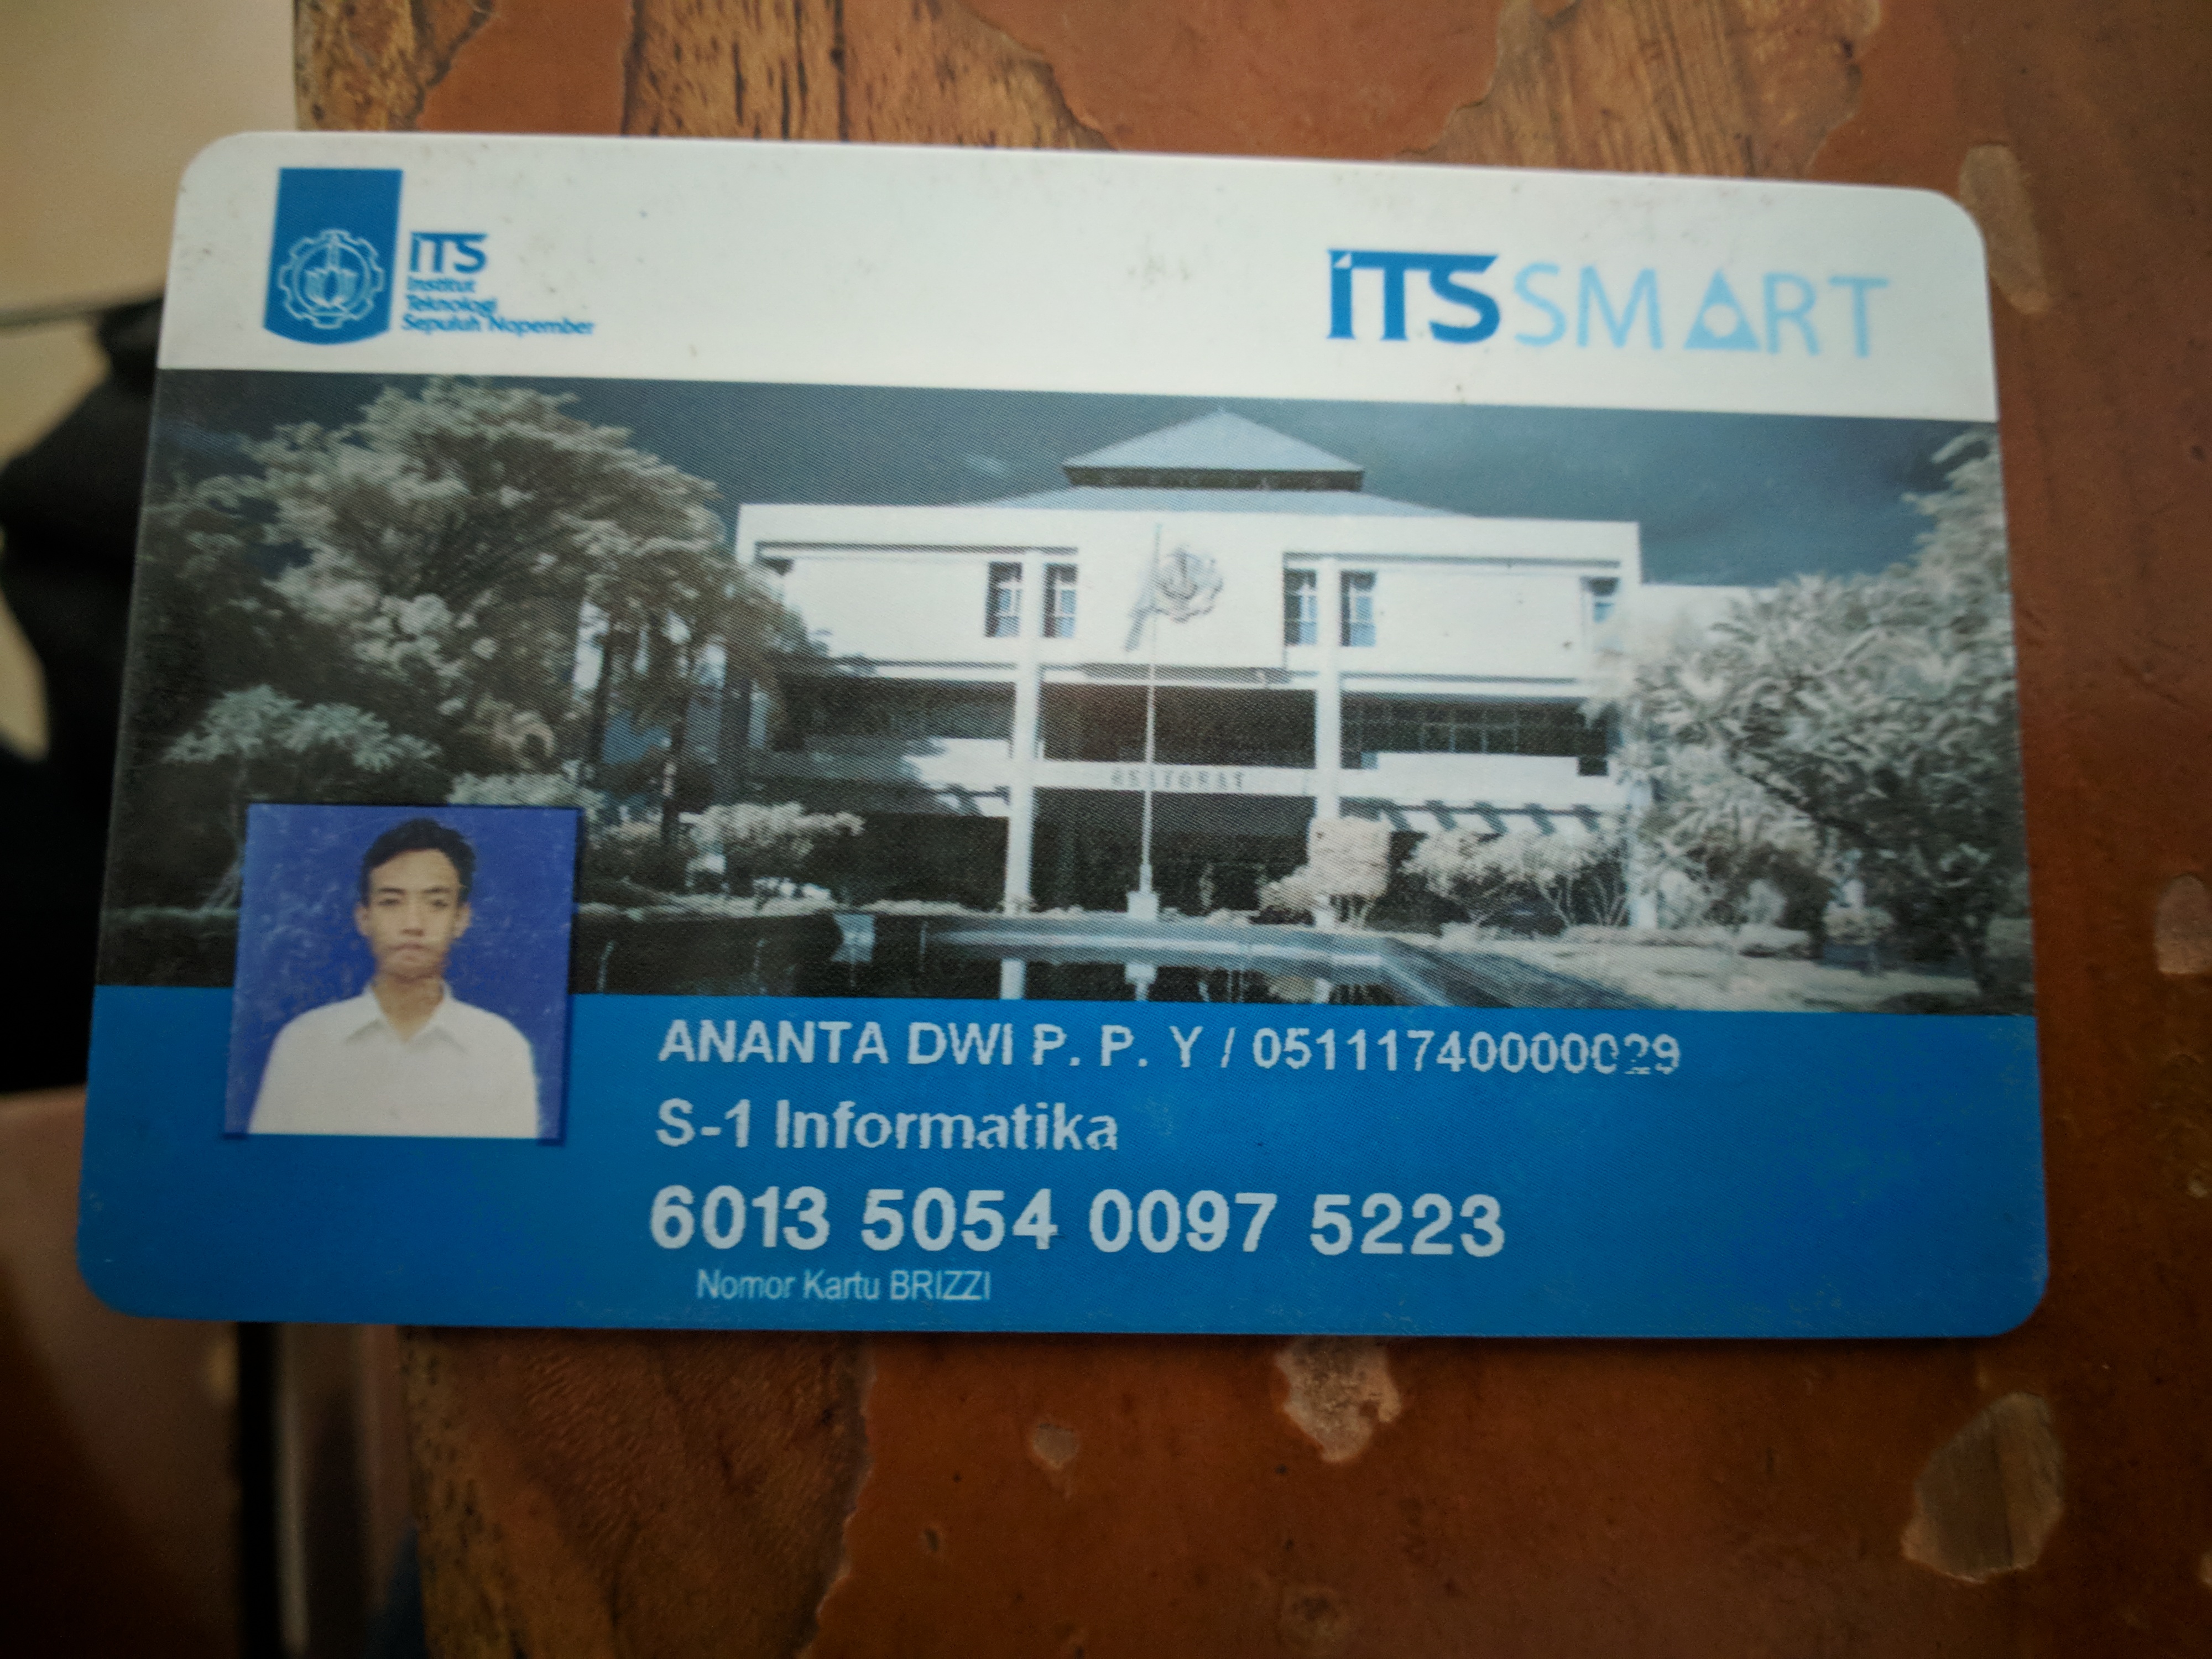 ITS
Institut
Teknologi
Sepuluh Nopember
ITS SMART
ANANTA DWI P. P. Y / 05111740000029
S-1 Informatika
6013 5054 0097 5223
Nomor Kartu BRIZZI